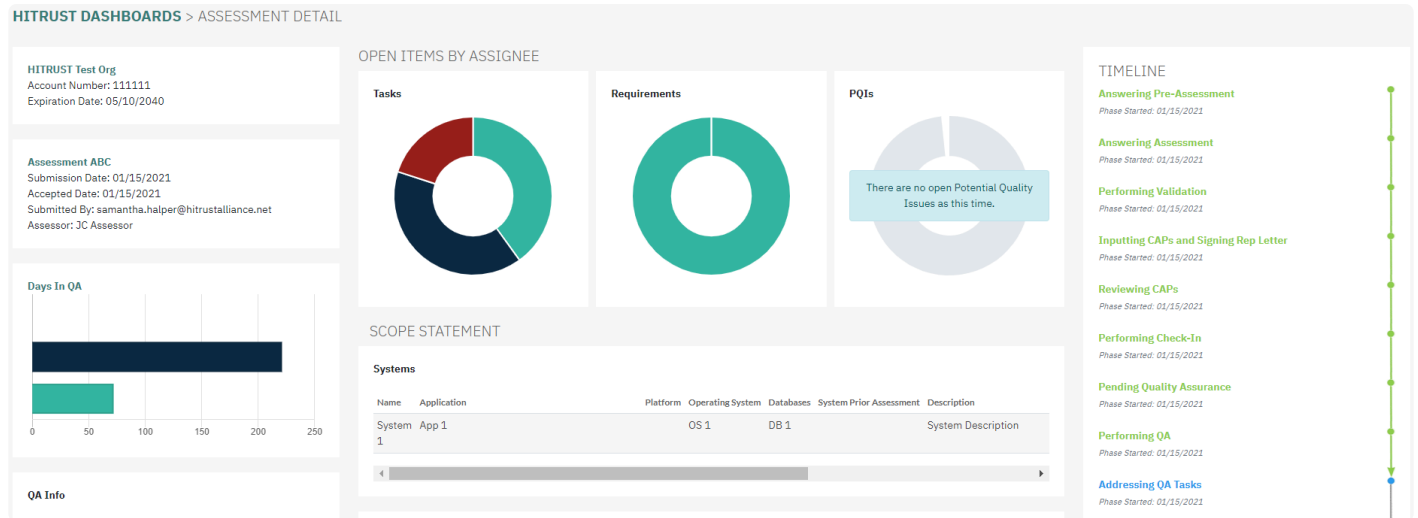 HITRUST DASHBOARDS > ASSESSMENT DETAIL
HITRUST Test Org
Account Number: 111111
Expiration Date: 05/10/2040
Assessment ABC
Submission Date: 01/15/2021
Accepted Date: 01/15/2021
Submitted By: samantha.halper@hitrustalliance.net
Assessor: JC Assessor
Days In QA
0 50 100 150 200 250
QA Info
OPEN ITEMS BY ASSIGNEE
Tasks
Requirements
PQIs
There are no open Potential Quality
Issues as this time.
SCOPE STATEMENT
Systems
Name Application Platform Operating System Databases System Prior Assessment Description
System App 1 OS 1 DB 1 System Description
1
TIMELINE
Answering Pre-Assessment
Phase Started: 01/15/2021
Answering Assessment
Phase Started: 01/15/2021
Performing Validation
Phase Started: 01/15/2021
Inputting CAPs and Signing Rep Letter
Phase Started: 01/15/2021
Reviewing CAPs
Phase Started: 01/15/2021
Performing Check-In
Phase Started: 01/15/2021
Pending Quality Assurance
Phase Started: 01/15/2021
Performing QA
Phase Started: 01/15/2021
Addressing QA Tasks
Phase Started: 01/15/2021